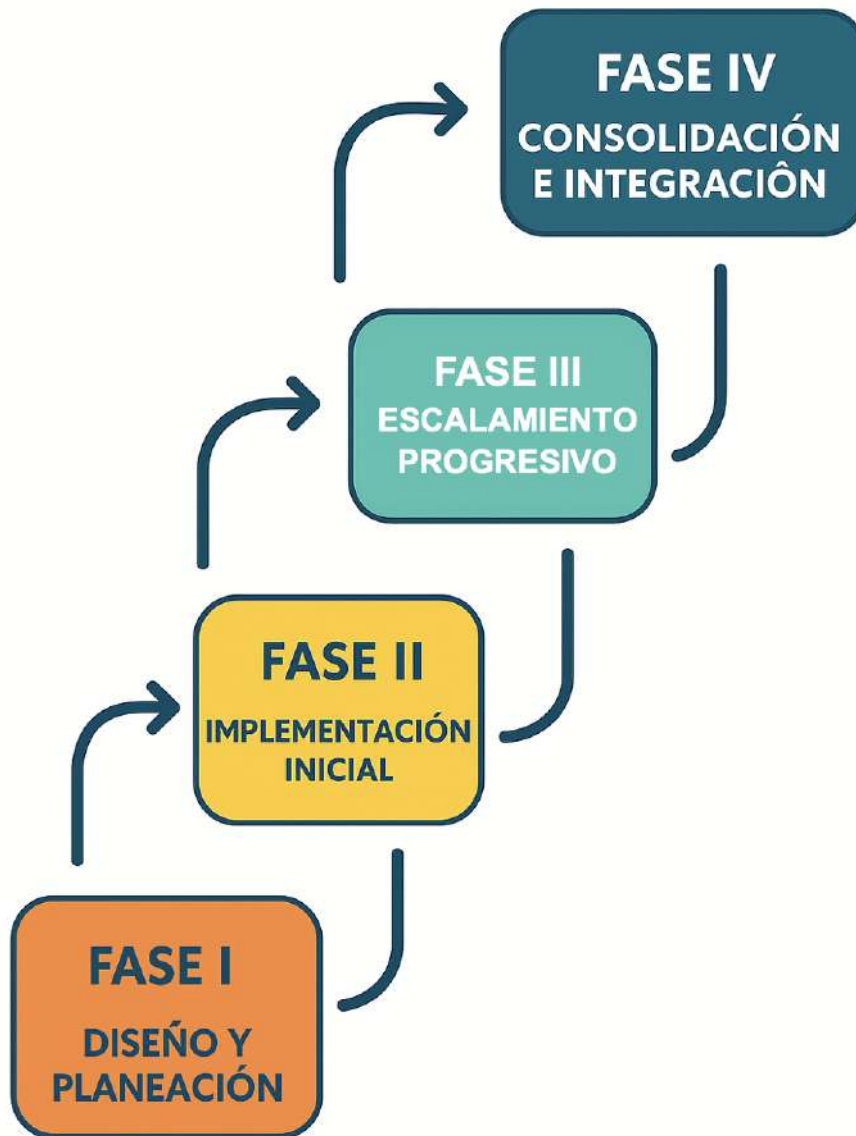 FASE IV
CONSOLIDACIÓN
E INTEGRACIÔN
FASE III
ESCALAMIENTO
PROGRESIVO
FASE II
IMPLEMENTACIÓN
INICIAL
FASE I
DISEÑO Y
PLANEACIÓN